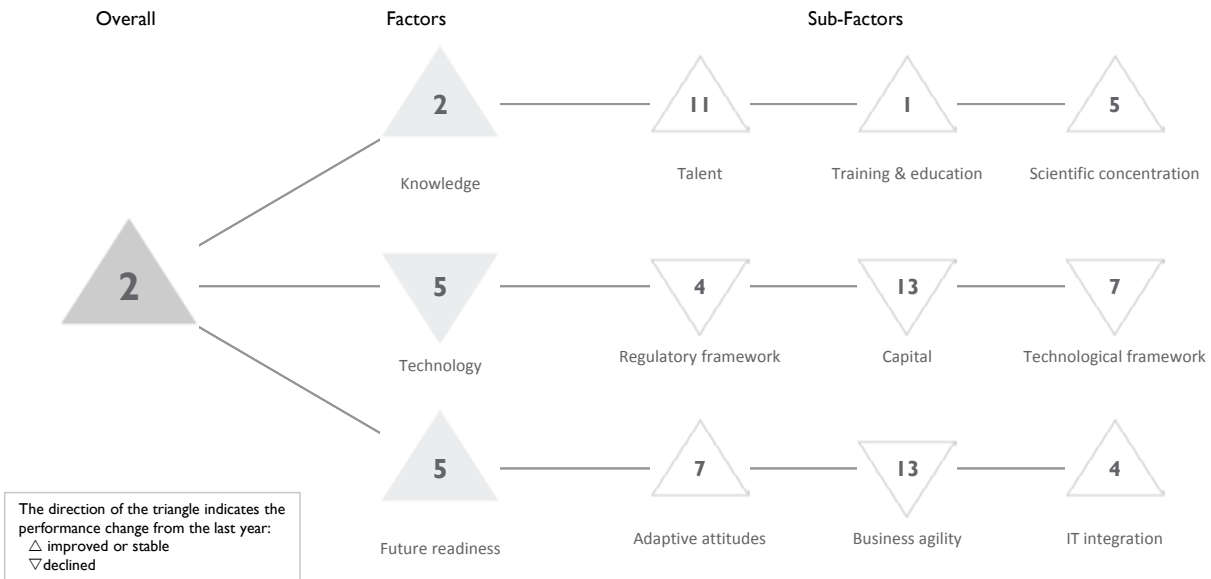 Overall Factors Sub-Factors
2 11 1 5
Knowledge Talent Training & education Scientific concentration
2 5 4 13 7
Technology Regulatory framework Capital Technological framework
5 7 13 4
Future readiness Adaptive attitudes Business agility IT integration
The direction of the triangle indicates the
performance change from the last year:
△ improved or stable
▽declined